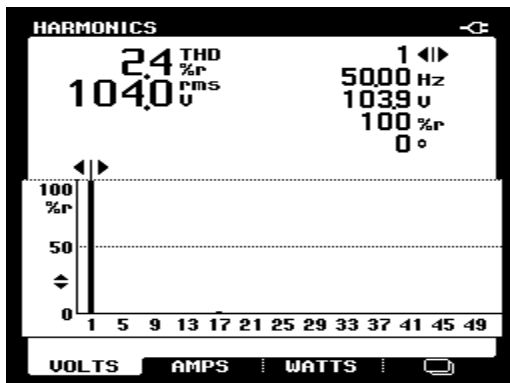 HARMONICS
2.4 THD %r
104.0 rms V
1
50.00 Hz
103.9 V
100 %r
0 °
100
%r
50
0
1 5 9 13 17 21 25 29 33 37 41 45 49
VOLTS AMPS WATTS